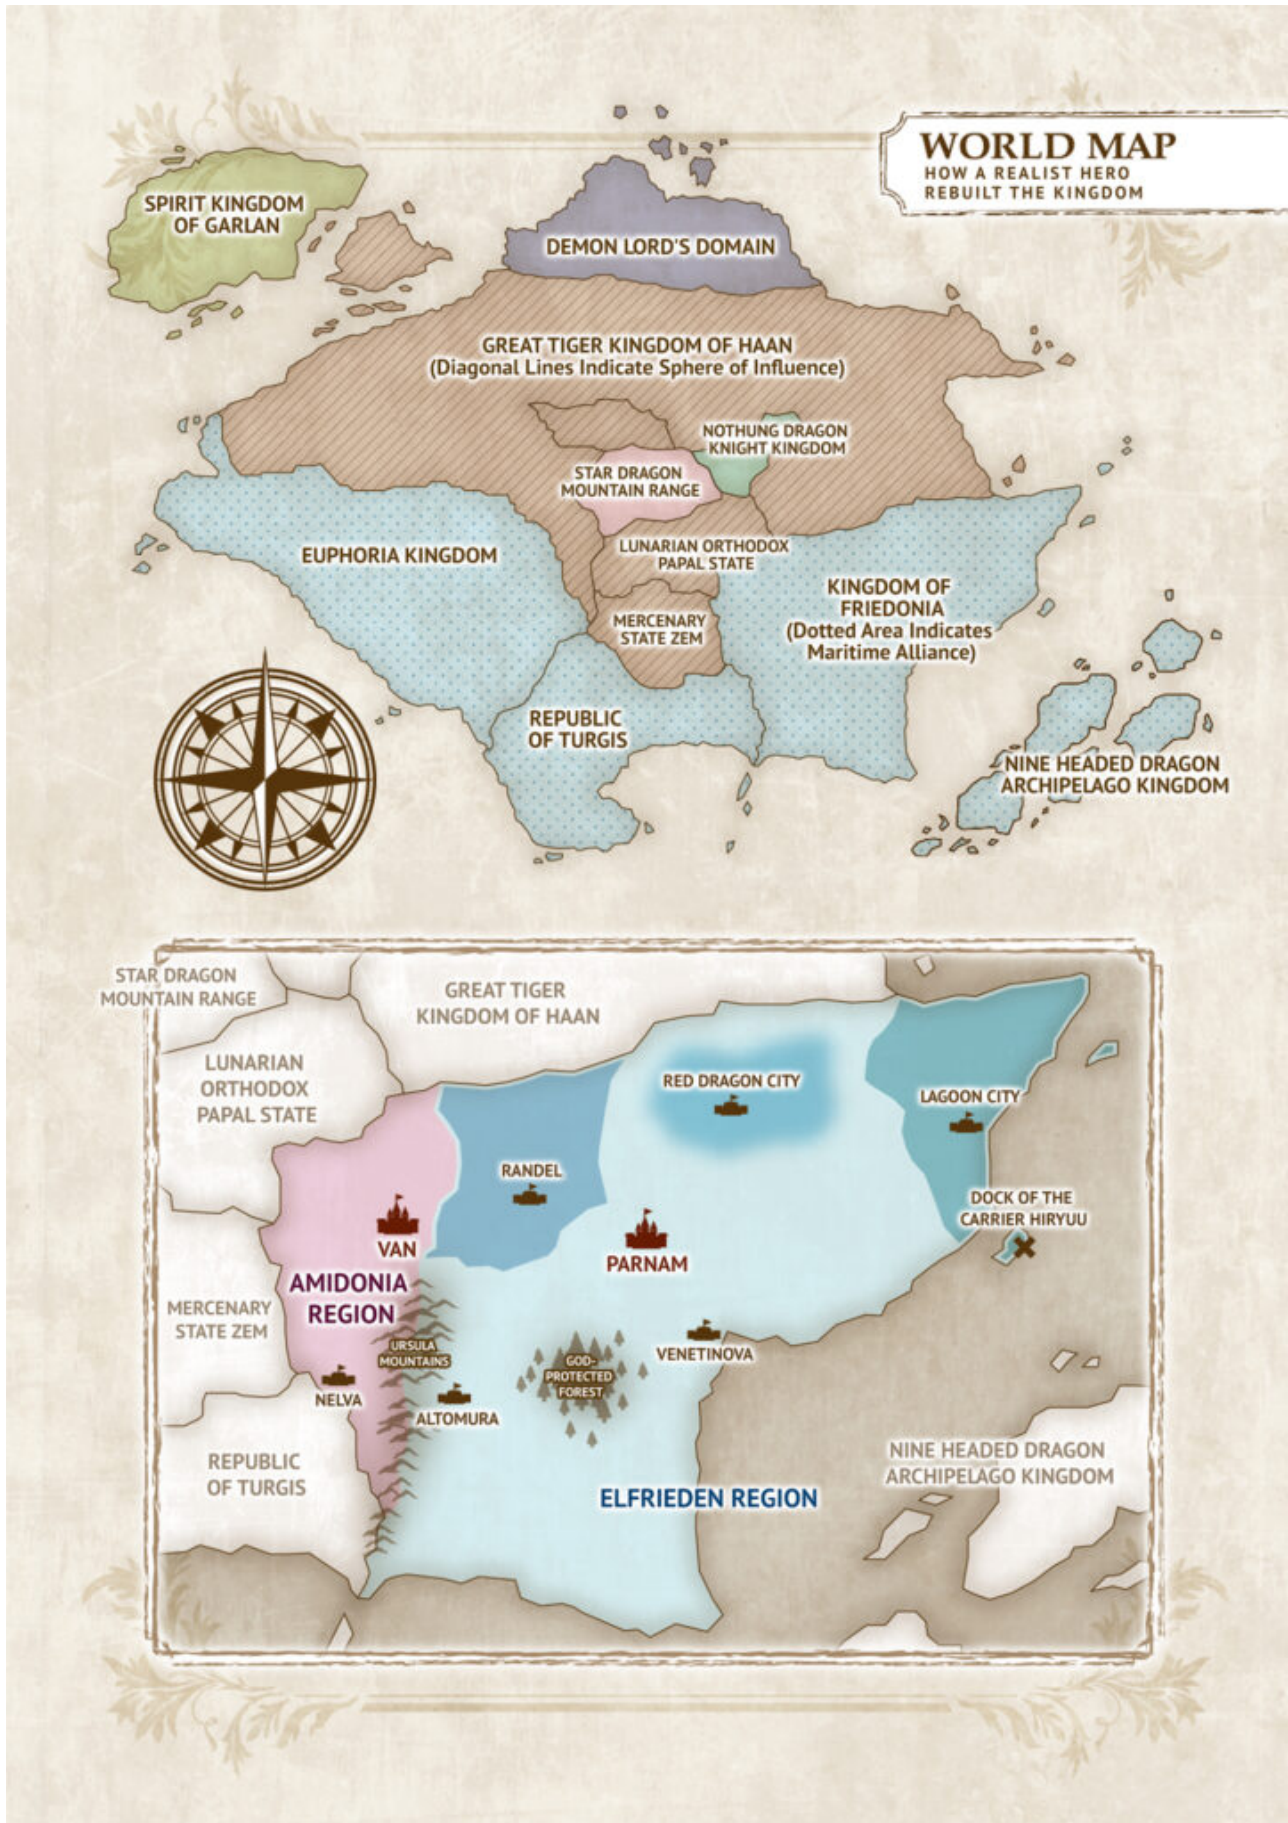 WORLD MAP
HOW A REALIST HERO
REBUILT THE KINGDOM
SPIRIT KINGDOM
OF GARLAN
DEMON LORD'S DOMAIN
GREAT TIGER KINGDOM OF HAAN
(Diagonal Lines Indicate Sphere of Influence)
NOTHUNG DRAGON
KNIGHT KINGDOM
STAR DRAGON
MOUNTAIN RANGE
EUPHORIA KINGDOM
LUNARIAN ORTHODOX
PAPAL STATE
KINGDOM OF
FRIEDONIA
(Dotted Area Indicates
Maritime Alliance)
MERCENARY
STATE ZEM
REPUBLIC
OF TURGIS
NINE HEADED DRAGON
ARCHIPELAGO KINGDOM
STAR DRAGON
MOUNTAIN RANGE
GREAT TIGER
KINGDOM OF HAAN
LUNARIAN
ORTHODOX
PAPAL STATE
RED DRAGON CITY
LAGOON CITY
RANDEL
DOCK OF THE
CARRIER HIRYUU
VAN
PARNAM
AMIDONIA
REGION
MERCENARY
STATE ZEM
URSULA
MOUNTAINS
GOD-
PROTECTED
FOREST
VENETINOVA
NELVA
ALTOMURA
REPUBLIC
OF TURGIS
NINE HEADED DRAGON
ARCHIPELAGO KINGDOM
ELFRIEDEN REGION